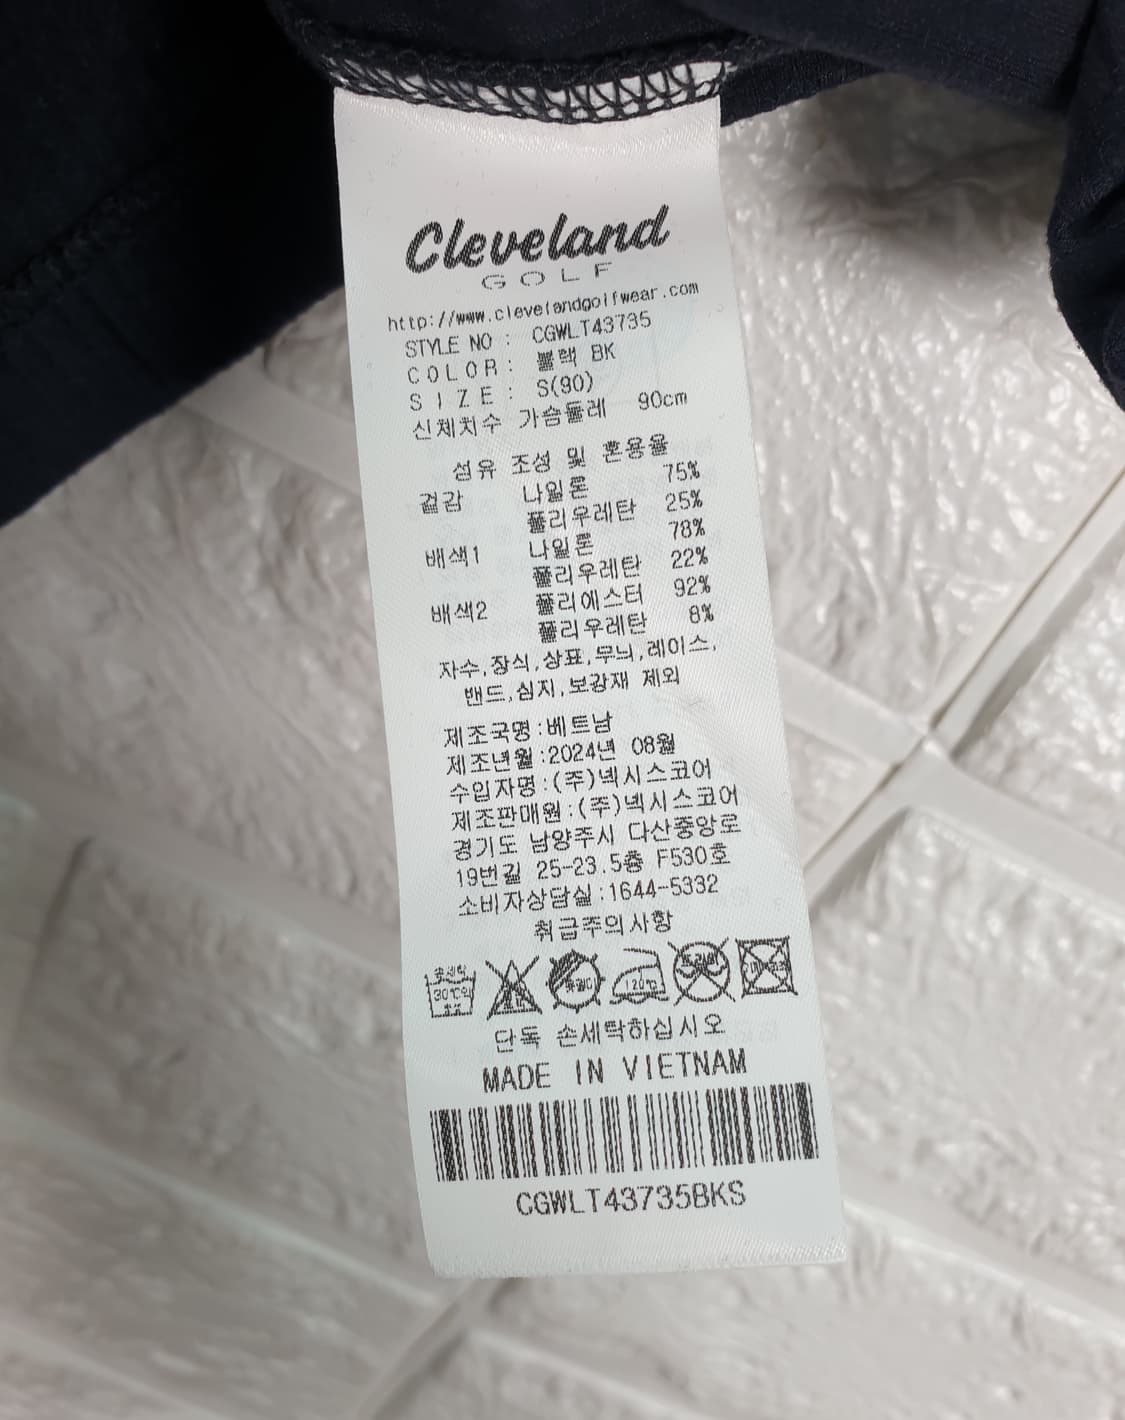 Cleveland
GOLF
http://www.clevelandgolfwear.com
STYLE NO : CGWLT43735
COLOR : 블랙 BK
SIZE : S(90)
신체치수 가슴둘레 90cm
섬유 조성 및 혼용율
겉감 나일론 75%
폴리우레탄 25%
배색1 나일론 78%
폴리우레탄 22%
배색2 폴리에스터 92%
폴리우레탄 8%
자수,장식,상표,무늬,레이스,
밴드,심지,보강재 제외
제조국명:베트남
제조년월:2024년 08월
수입자명:(주)넥시스코어
제조판매원:(주)넥시스코어
경기도 남양주시 다산중앙로
19번길 25-23.5층 F530호
소비자상담실:1644-5332
취급주의사항
30℃ 120℃
단독 손세탁하십시오
MADE IN VIETNAM
CGWLT43735BKS